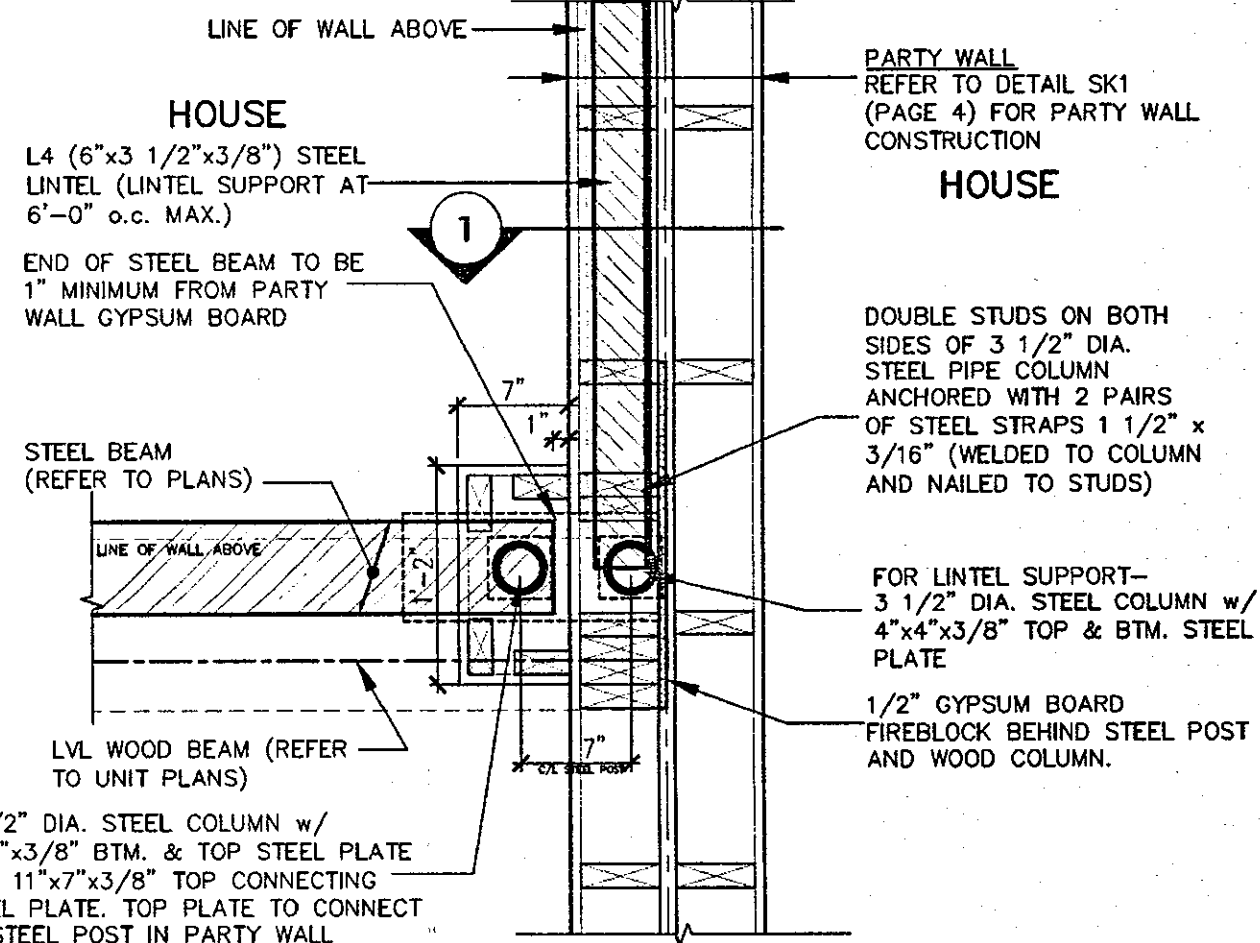 LINE OF WALL ABOVE
PARTY WALL
REFER TO DETAIL SK1
(PAGE 4) FOR PARTY WALL
CONSTRUCTION
HOUSE
HOUSE
L4 (6"x3 1/2"x3/8") STEEL
LINTEL (LINTEL SUPPORT AT
6'-0" o.c. MAX.)
1
END OF STEEL BEAM TO BE
1" MINIMUM FROM PARTY
WALL GYPSUM BOARD
DOUBLE STUDS ON BOTH
SIDES OF 3 1/2" DIA.
STEEL PIPE COLUMN
ANCHORED WITH 2 PAIRS
OF STEEL STRAPS 1 1/2" x
3/16" (WELDED TO COLUMN
AND NAILED TO STUDS)
7"
1"
STEEL BEAM
(REFER TO PLANS)
LINE OF WALL ABOVE
1'-2"
FOR LINTEL SUPPORT-
3 1/2" DIA. STEEL COLUMN w/
4"x4"x3/8" TOP & BTM. STEEL
PLATE
1/2" GYPSUM BOARD
FIREBLOCK BEHIND STEEL POST
AND WOOD COLUMN.
7"
C/L STEEL POST
LVL WOOD BEAM (REFER
TO UNIT PLANS)
/2" DIA. STEEL COLUMN w/
"x3/8" BTM. & TOP STEEL PLATE
11"x7"x3/8" TOP CONNECTING
EL PLATE. TOP PLATE TO CONNECT
STEEL POST IN PARTY WALL